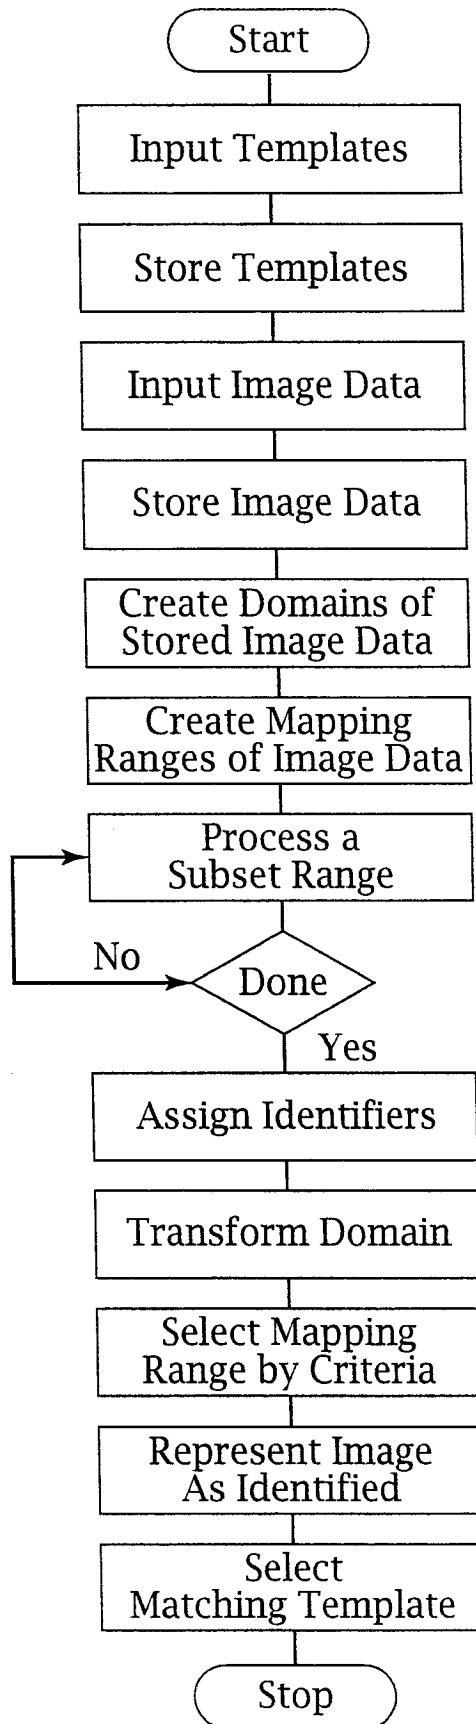 Start
Input Templates
Store Templates
Input Image Data
Store Image Data
Create Domains of
Stored Image Data
Create Mapping
Ranges of Image Data
Process a
Subset Range
No
Done
Yes
Assign Identifiers
Transform Domain
Select Mapping
Range by Criteria
Represent Image
As Identified
Select
Matching Template
Stop